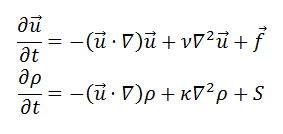 ∂u⃗/∂t = −(u⃗ · ∇)u⃗ + ν∇²u⃗ + f⃗
∂ρ/∂t = −(u⃗ · ∇)ρ + κ∇²ρ + S